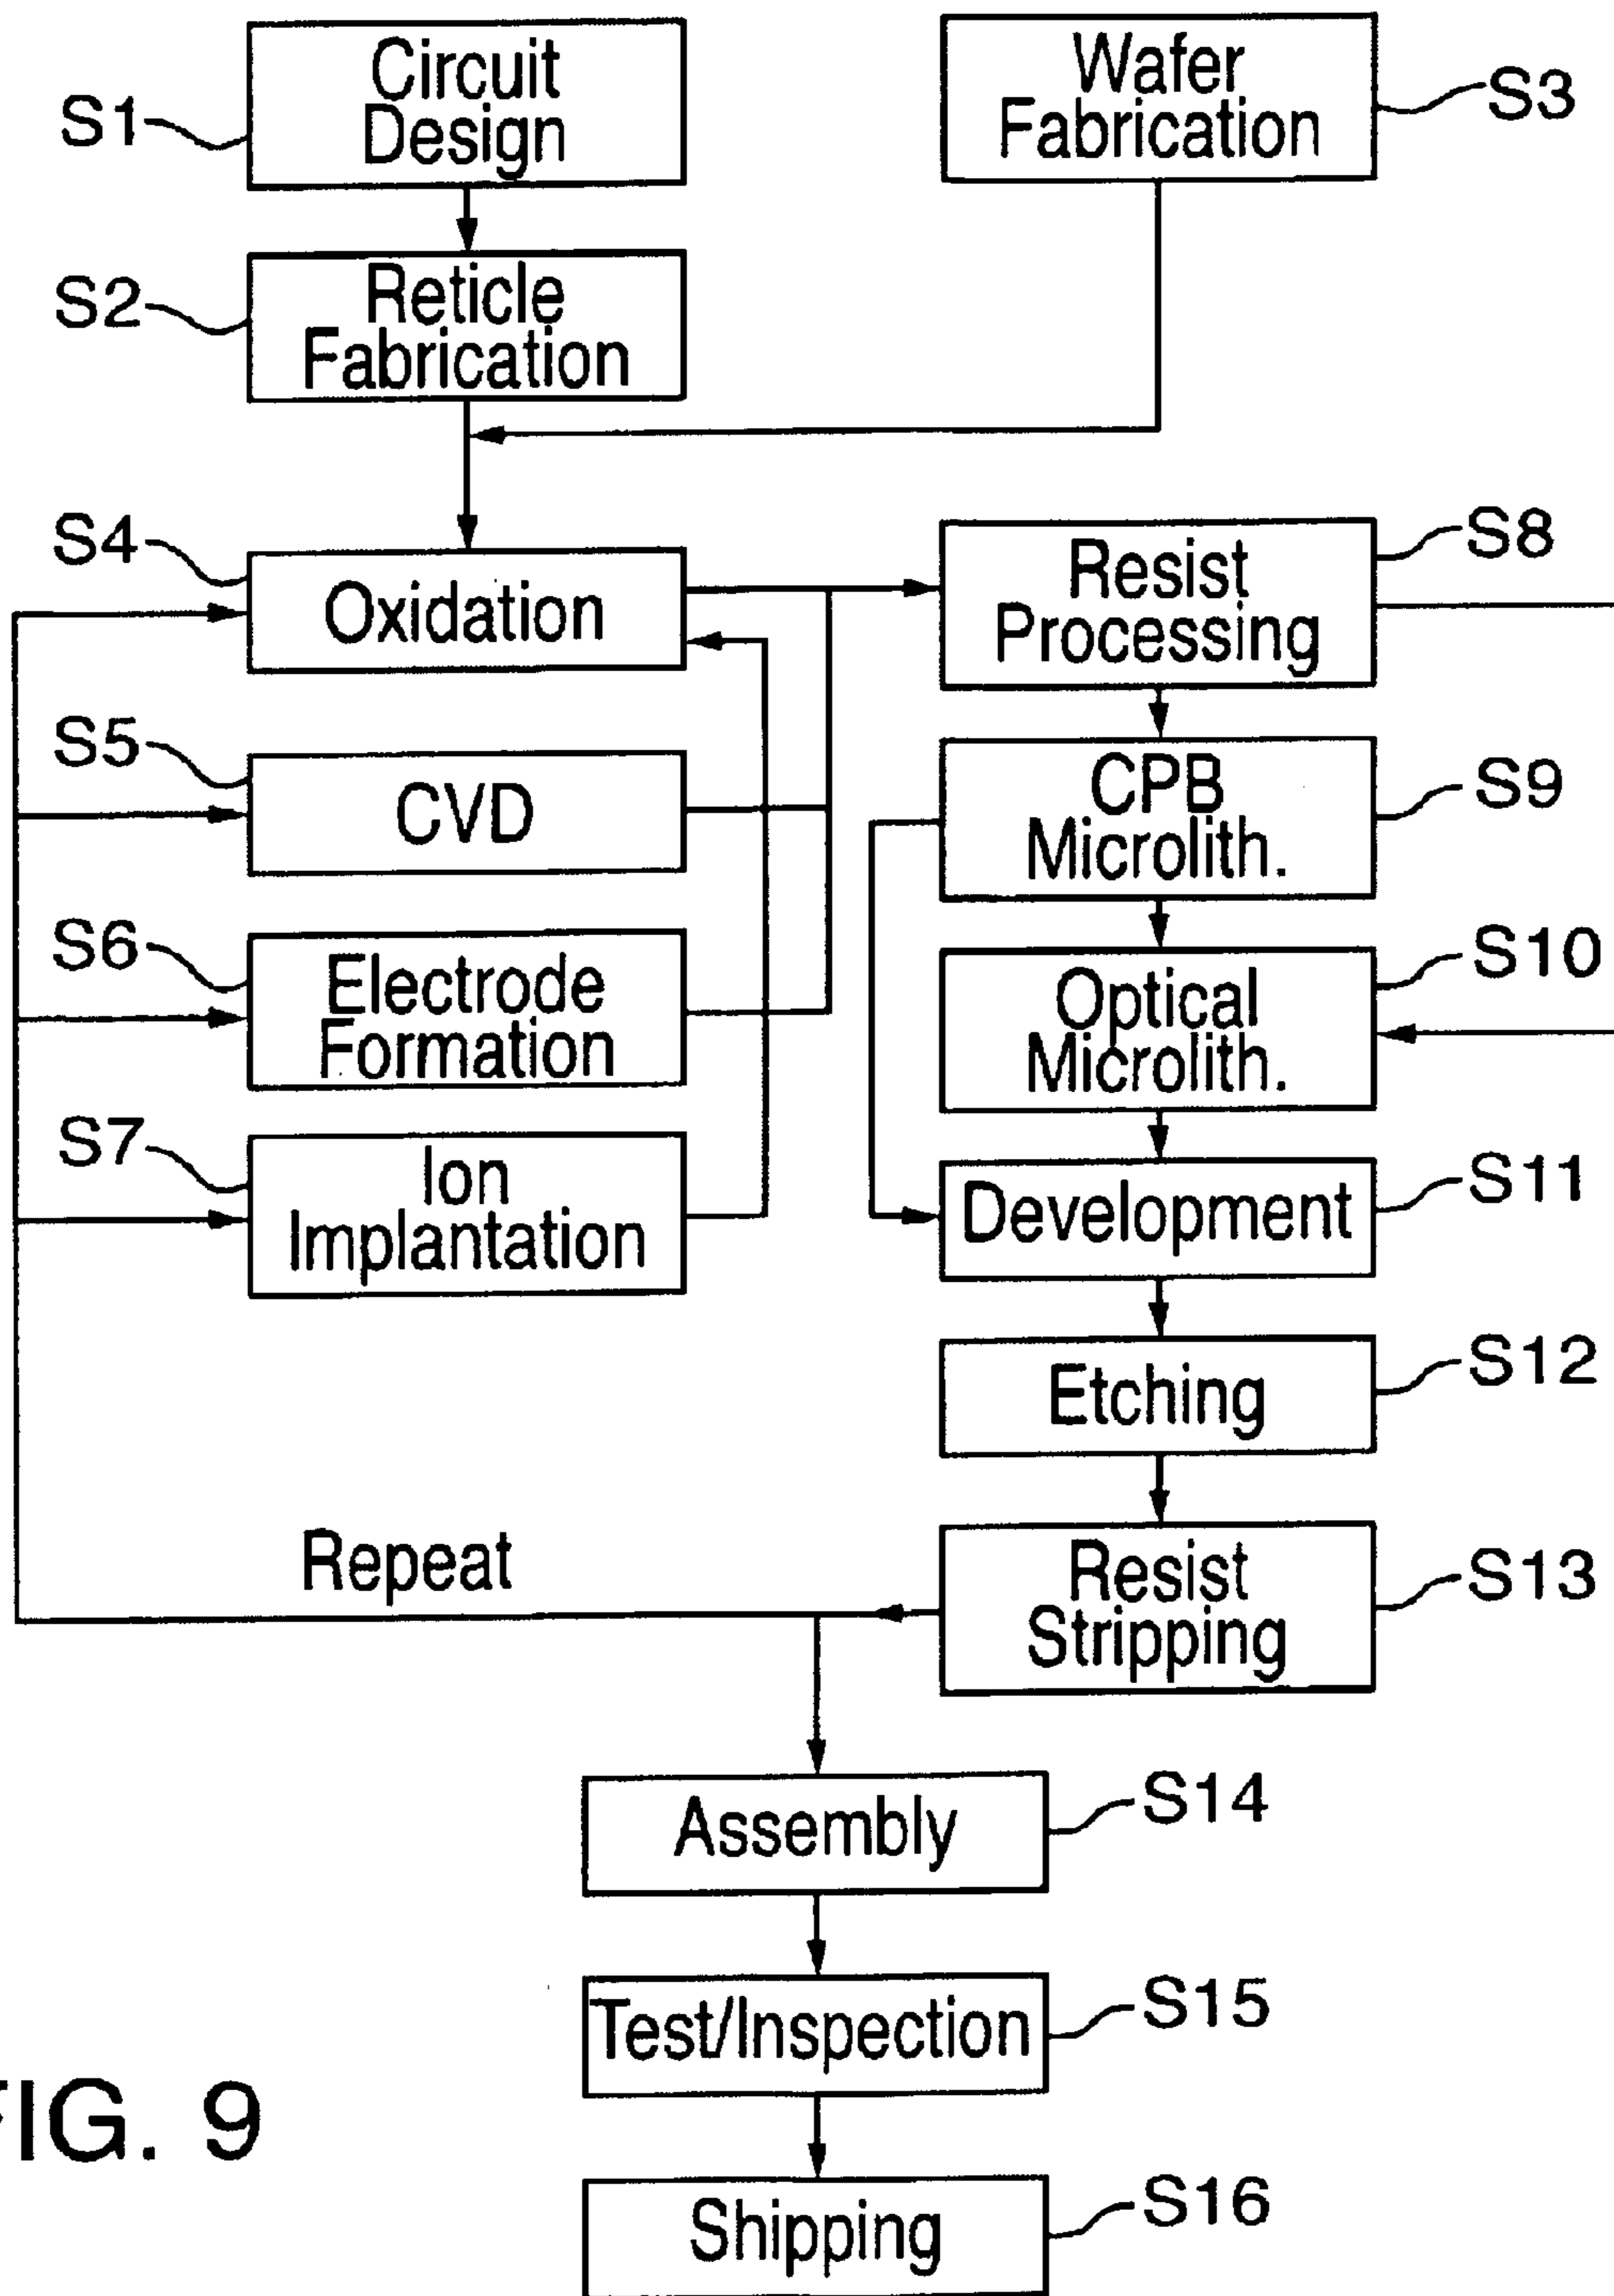 Circuit
Design
S1
Wafer
Fabrication
S3
Reticle
Fabrication
S2
S4
Oxidation
Resist
Processing
S8
S5
CVD
CPB
Microlith.
S9
S6
Electrode
Formation
Optical
Microlith.
S10
S7
Ion
Implantation
Development
S11
Etching
S12
Repeat
Resist
Stripping
S13
Assembly
S14
Test/Inspection
S15
FIG. 9
Shipping
S16